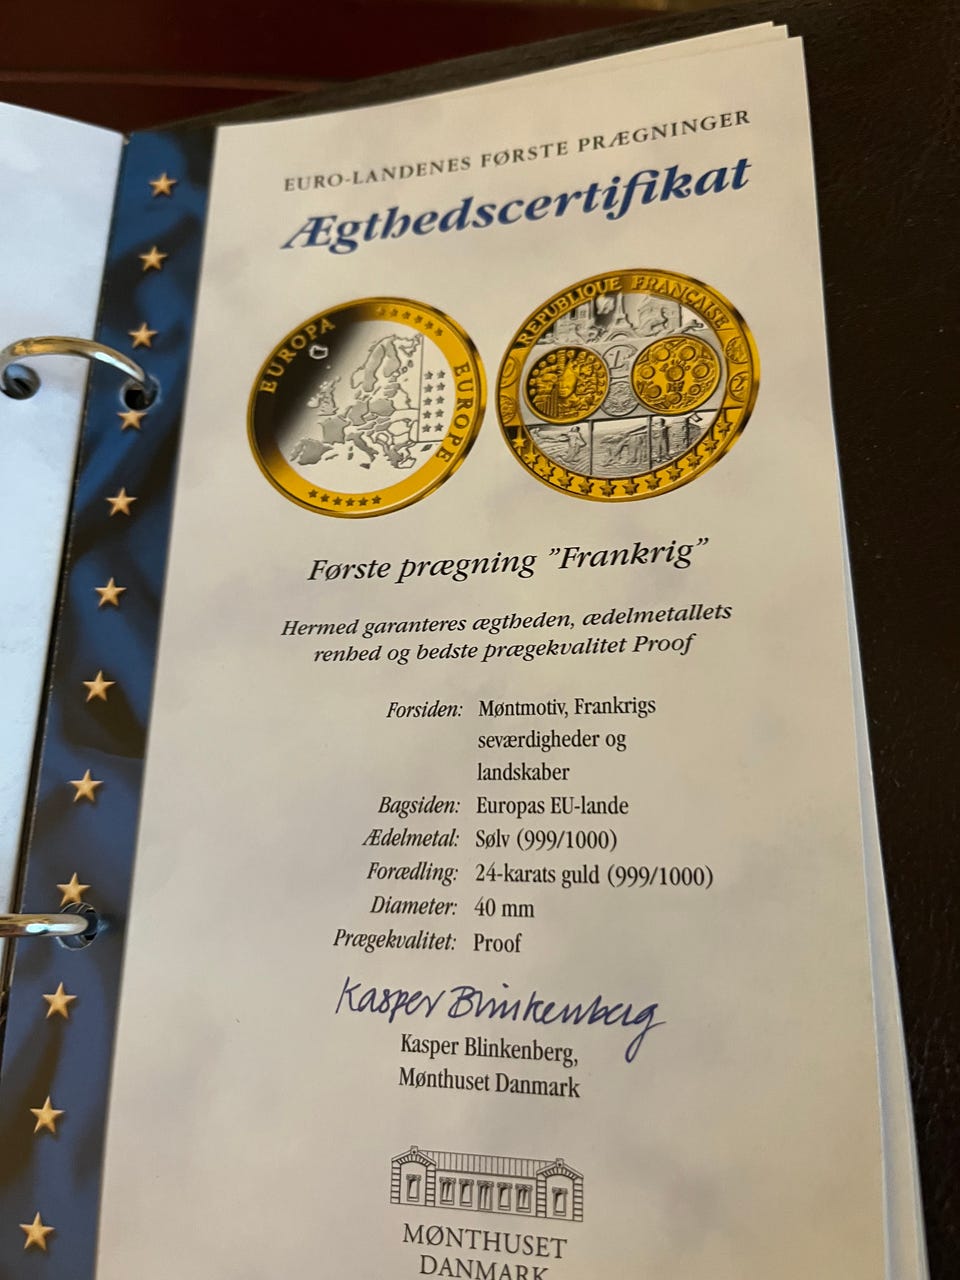 EURO-LANDENES FØRSTE PRÆGNINGER
Ægthedscertifikat
EUROPA
EUROPE
REPUBLIQUE FRANÇAISE
Første prægning ”Frankrig”
Hermed garanteres ægtheden, ædelmetallets
renhed og bedste prægekvalitet Proof
Forsiden: Møntmotiv, Frankrigs
seværdigheder og
landskaber
Bagsiden: Europas EU-lande
Ædelmetal: Sølv (999/1000)
Forædling: 24-karats guld (999/1000)
Diameter: 40 mm
Prægekvalitet: Proof
Kasper Blinkenberg
Kasper Blinkenberg,
Mønthuset Danmark
MØNTHUSET
DANMARK